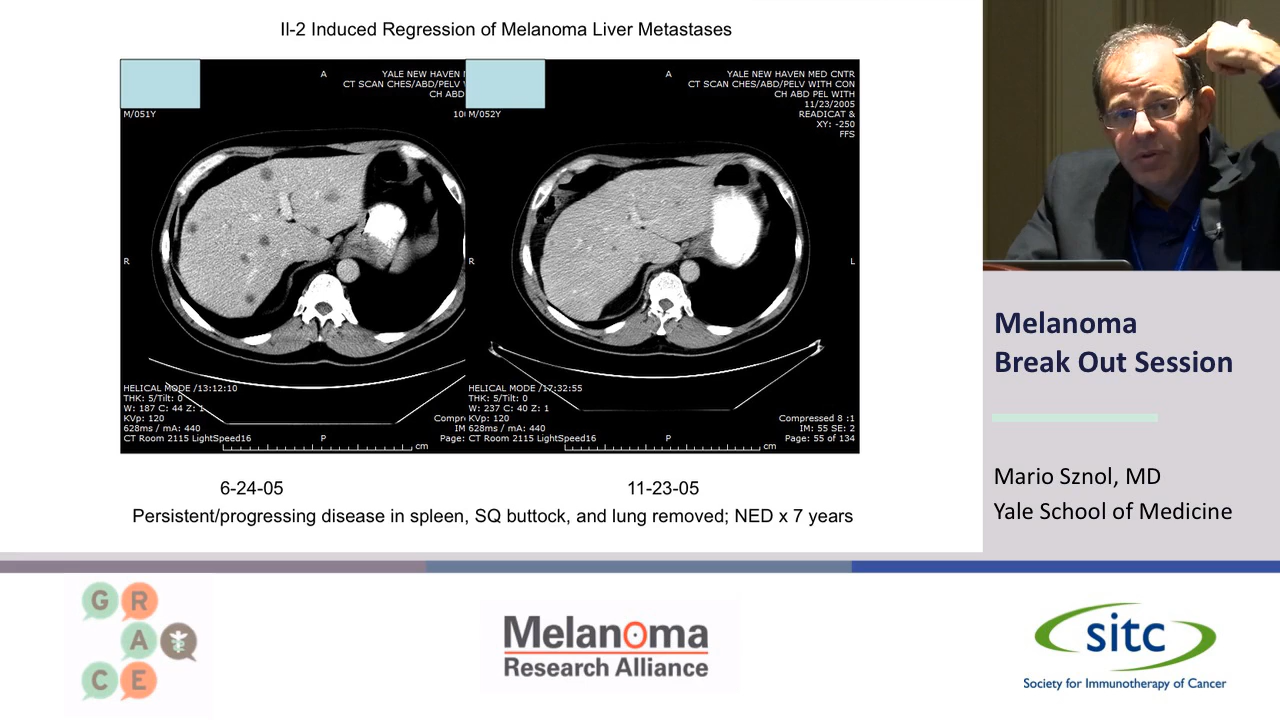 Il-2 Induced Regression of Melanoma Liver Metastases
A
YALE NEW HAVEN
CT SCAN CHES/ABD/PELV
CH ABD
M/051Y
R
HELICAL MODE /13:12:10
THK: 5/Tilt: 0
W: 187 C: 44 Z: 1
KVp: 120
628ms / mA: 440
CT Room 2115 LightSpeed16
P
cm
Compr
IM
Page:
A
YALE NEW HAVEN MED CNTR
CT SCAN CHES/ABD/PELV WITH CON
CH ABD PEL WITH
11/23/2005
READICAT &
XY: -250
FFS
M/052Y
R
L
HELICAL MODE /17:32:55
THK: 5/Tilt: 0
W: 237 C: 40 Z: 1
KVp: 120
628ms / mA: 440
CT Room 2115 LightSpeed16
P
cm
Compressed 8 :1
IM: 55 SE: 2
Page: 55 of 134
6-24-05
11-23-05
Persistent/progressing disease in spleen, SQ buttock, and lung removed; NED x 7 years
Melanoma
Break Out Session
Mario Sznol, MD
Yale School of Medicine
G R
A
C E
Melanoma
Research Alliance
sitc
Society for Immunotherapy of Cancer